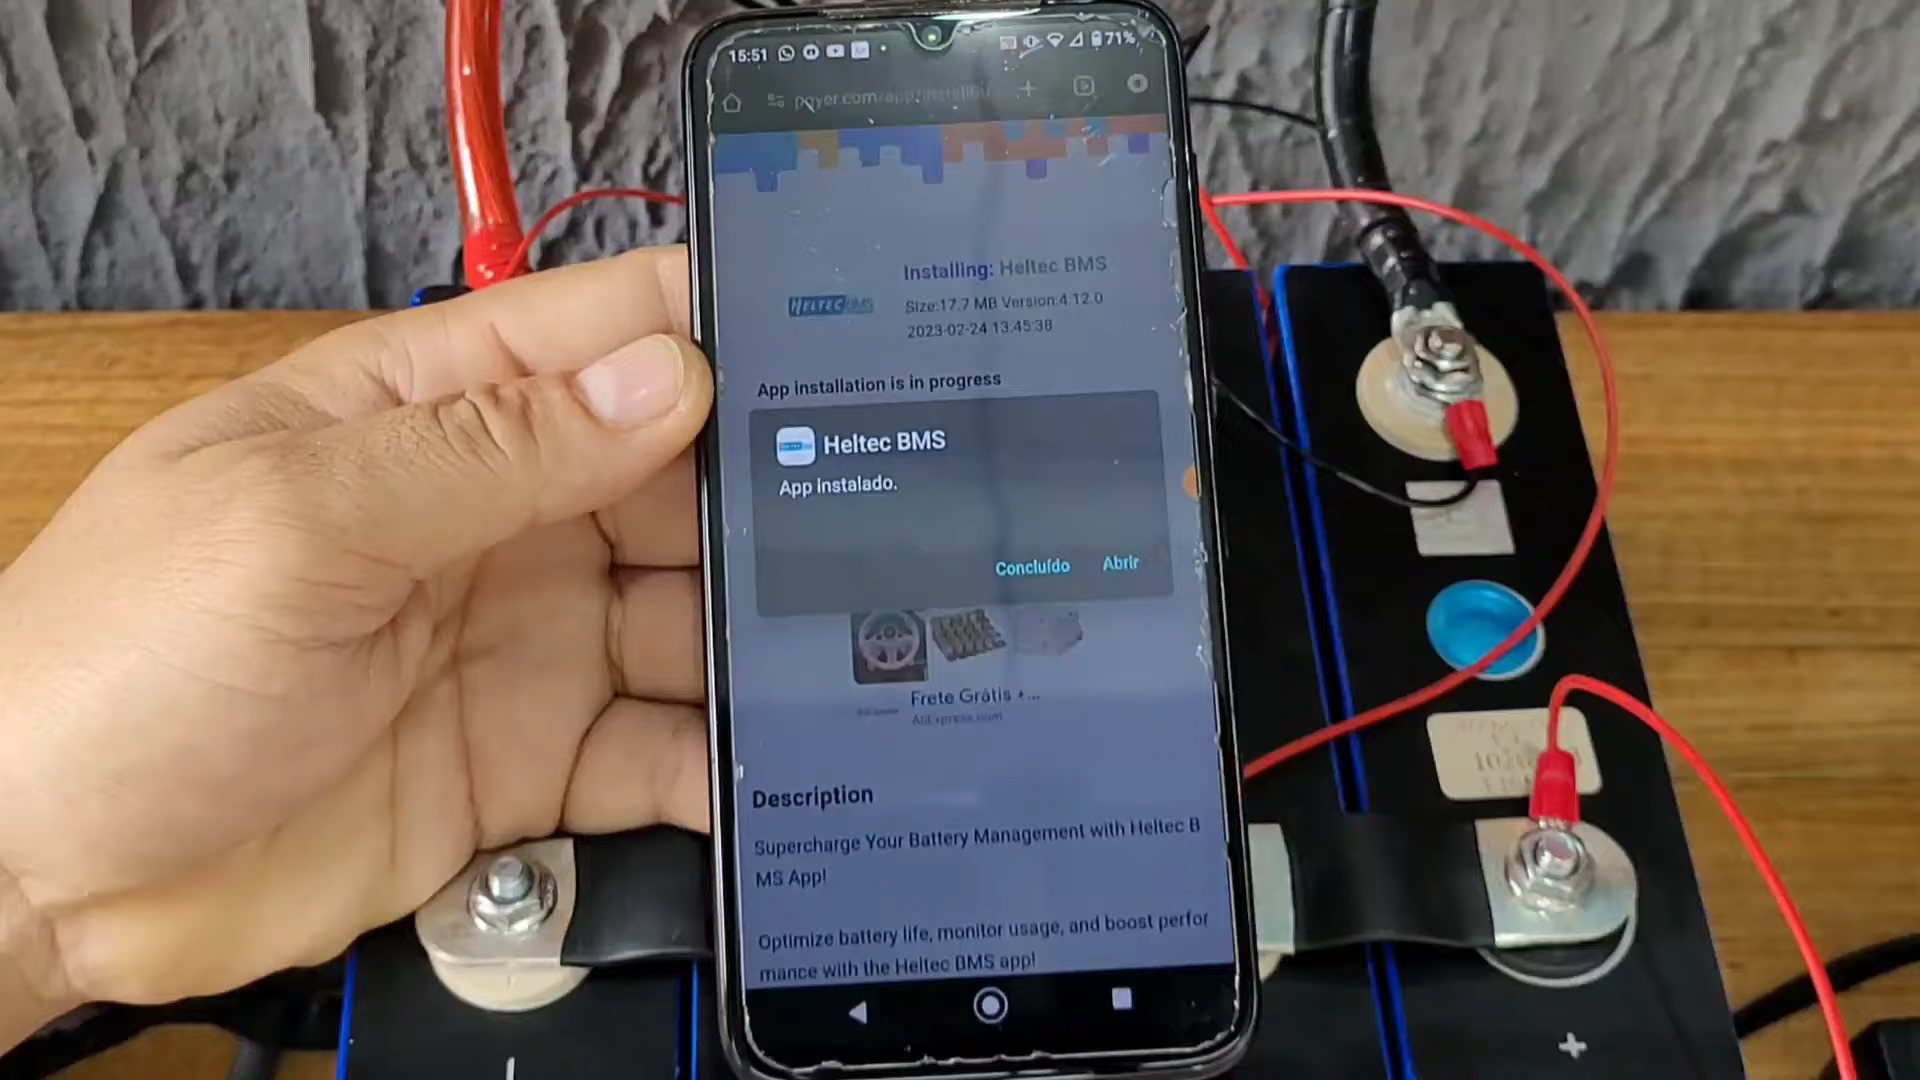 15:51
71%
Installing: Heltec BMS
HELTEC BMS
Size:17.7 MB Version:4.12.0
2023-02-24 13:45:38
App installation is in progress
Heltec BMS
App instalado.
Concluído Abrir
Frete Grátis +...
AliExpress.com
Description
Supercharge Your Battery Management with Heltec B
MS App!
Optimize battery life, monitor usage, and boost perfor
mance with the Heltec BMS app!
+